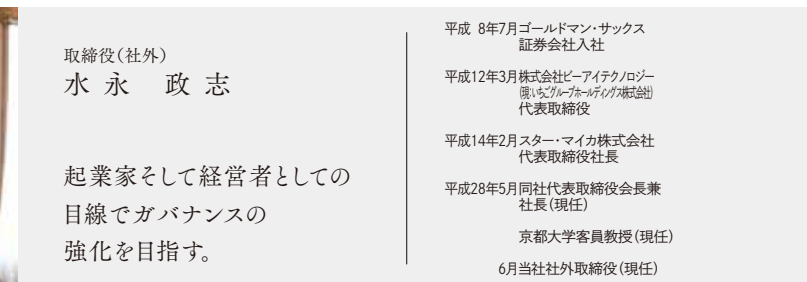 取締役(社外)
水永 政志
起業家そして経営者としての
目線でガバナンスの
強化を目指す。
平成 8年7月ゴールドマン・サックス
証券会社入社
平成12年3月株式会社ピーアイテクノロジー
(現:いちごグループホールディングス株式会社)
代表取締役
平成14年2月スター・マイカ株式会社
代表取締役社長
平成28年5月同社代表取締役会長兼
社長(現任)
京都大学客員教授(現任)
6月当社社外取締役(現任)